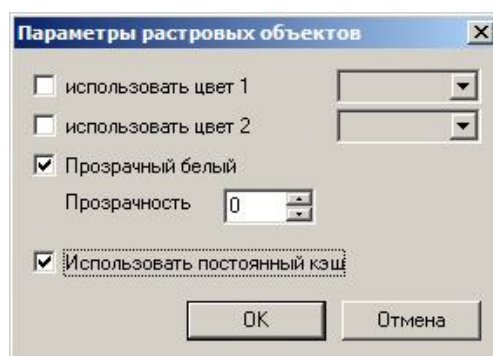 Параметры растровых объектов
использовать цвет 1
использовать цвет 2
Прозрачный белый
Прозрачность 0
Использовать постоянный кэш
OK Отмена